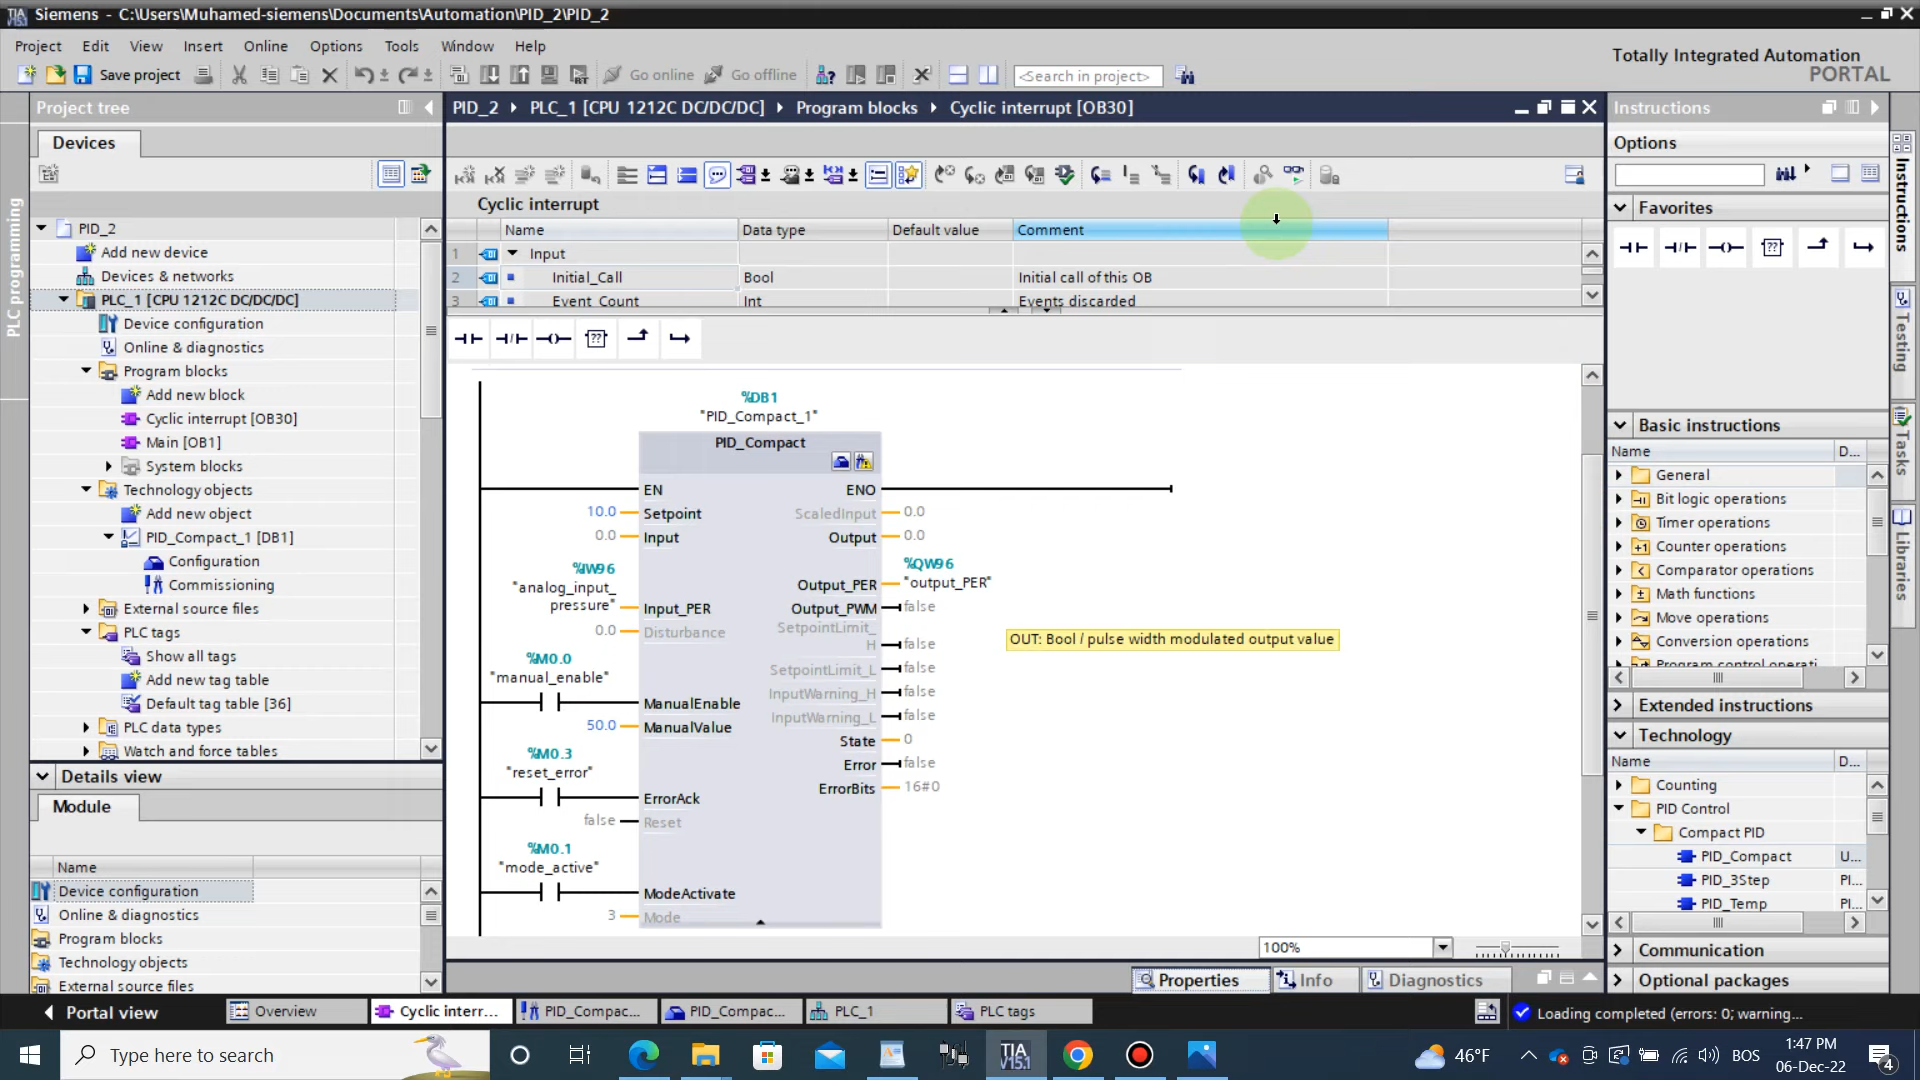 Siemens - C:\Users\Muhamed-siemens\Documents\Automation\PID_2\PID_2
Project Edit View Insert Online Options Tools Window Help
Totally Integrated Automation
PORTAL
Save project
Go online
Go offline
<Search in project>
PLC programming
Project tree
Devices
PID_2
Add new device
Devices & networks
PLC_1 [CPU 1212C DC/DC/DC]
Device configuration
Online & diagnostics
Program blocks
Add new block
Cyclic interrupt [OB30]
Main [OB1]
System blocks
Technology objects
Add new object
PID_Compact_1 [DB1]
Configuration
Commissioning
External source files
PLC tags
Show all tags
Add new tag table
Default tag table [36]
PLC data types
Watch and force tables
Details view
Module
Name
Device configuration
Online & diagnostics
Program blocks
Technology objects
External source files
PID_2 PLC_1 [CPU 1212C DC/DC/DC] Program blocks Cyclic interrupt [OB30]
Cyclic interrupt
Name Data type Default value Comment
1 Input
2 Initial_Call Bool Initial call of this OB
3 Event_Count Int Events discarded
%DB1
"PID_Compact_1"
PID_Compact
EN ENO
10.0 Setpoint ScaledInput 0.0
0.0 Input Output 0.0
%IW96
"analog_input_
pressure" Input_PER
%QW96
Output_PER "output_PER"
Output_PWM false
0.0 Disturbance
SetpointLimit_
H false
SetpointLimit_L false
InputWarning_H false
InputWarning_L false
State 0
Error false
ErrorBits 16#0
%M0.0
"manual_enable"
ManualEnable
50.0 ManualValue
%M0.3
"reset_error"
ErrorAck
false Reset
%M0.1
"mode_active"
ModeActivate
3 Mode
OUT: Bool / pulse width modulated output value
100%
Properties Info Diagnostics
Instructions
Options
Favorites
Basic instructions
Name D...
General
Bit logic operations
Timer operations
Counter operations
Comparator operations
Math functions
Move operations
Conversion operations
Program control operati
Extended instructions
Technology
Name D...
Counting
PID Control
Compact PID
PID_Compact U...
PID_3Step PI...
PID_Temp PI...
Communication
Optional packages
Instructions
Testing
Tasks
Libraries
Portal view
Overview
Cyclic interr...
PID_Compac...
PID_Compac...
PLC_1
PLC tags
Loading completed (errors: 0; warning...
Type here to search
TIA
V15.1
46°F
BOS
1:47 PM
06-Dec-22
4